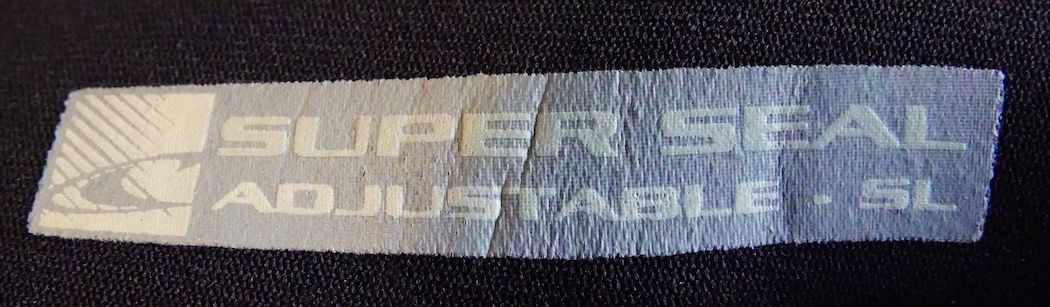 SUPER SEAL
ADJUSTABLE · SL